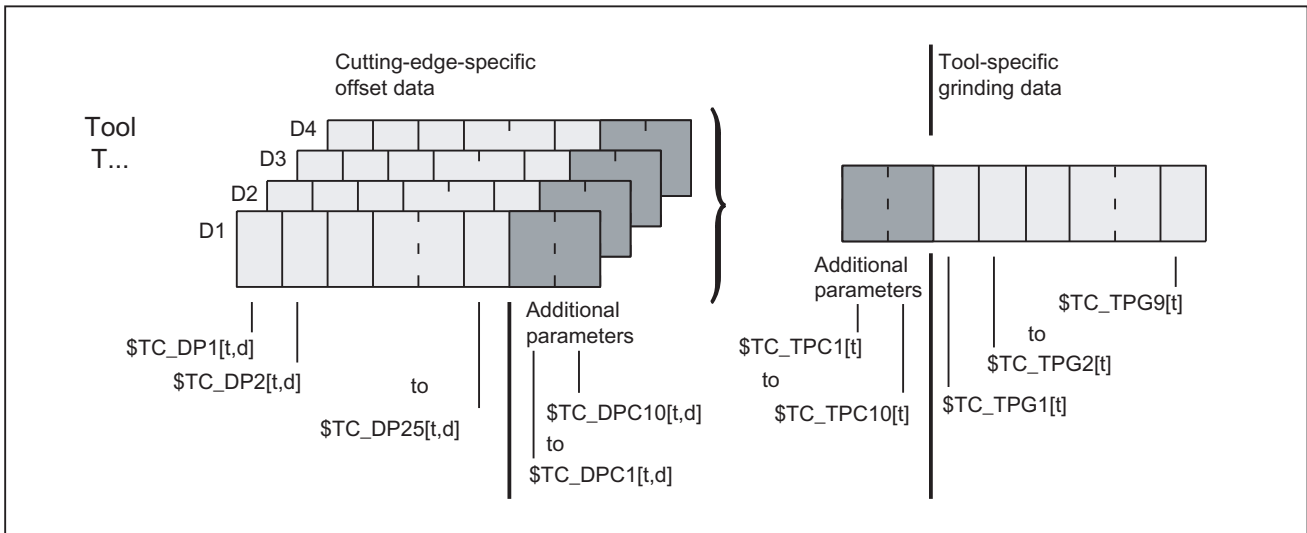 Cutting-edge-specific
offset data
Tool-specific
grinding data
Tool
T...
D4
D3
D2
D1
Additional
parameters
Additional
parameters
$TC_DP1[t,d]
$TC_DP2[t,d]
to
$TC_DP25[t,d]
$TC_DPC10[t,d]
to
$TC_DPC1[t,d]
$TC_TPC1[t]
to
$TC_TPC10[t]
$TC_TPG9[t]
to
$TC_TPG2[t]
$TC_TPG1[t]